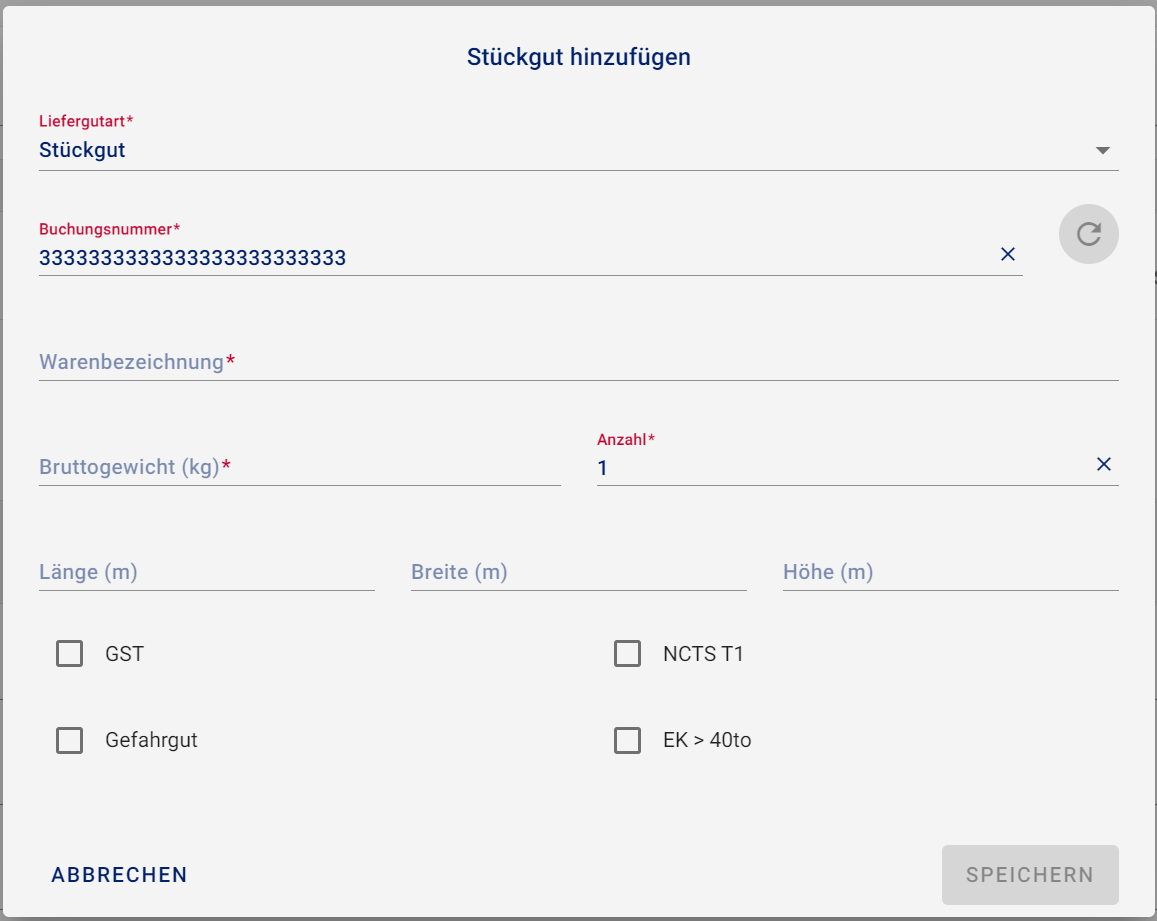 Stückgut hinzufügen
Liefergutart*
Stückgut
Buchungsnummer*
3333333333333333333333333
Warenbezeichnung*
Anzahl*
Bruttogewicht (kg)*
1
Länge (m) Breite (m) Höhe (m)
GST NCTS T1
Gefahrgut EK > 40to
ABBRECHEN SPEICHERN